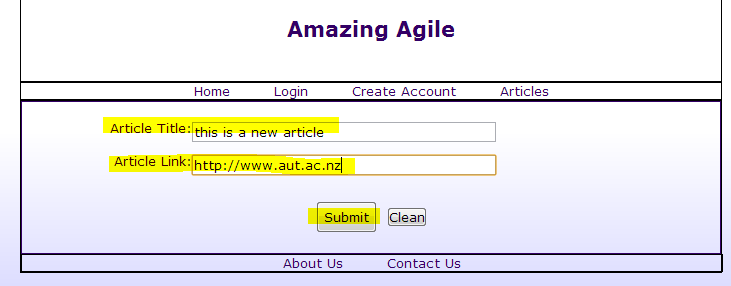 Amazing Agile
Home Login Create Account Articles
Article Title: this is a new article
Article Link: http://www.aut.ac.nz
Submit Clean
About Us Contact Us